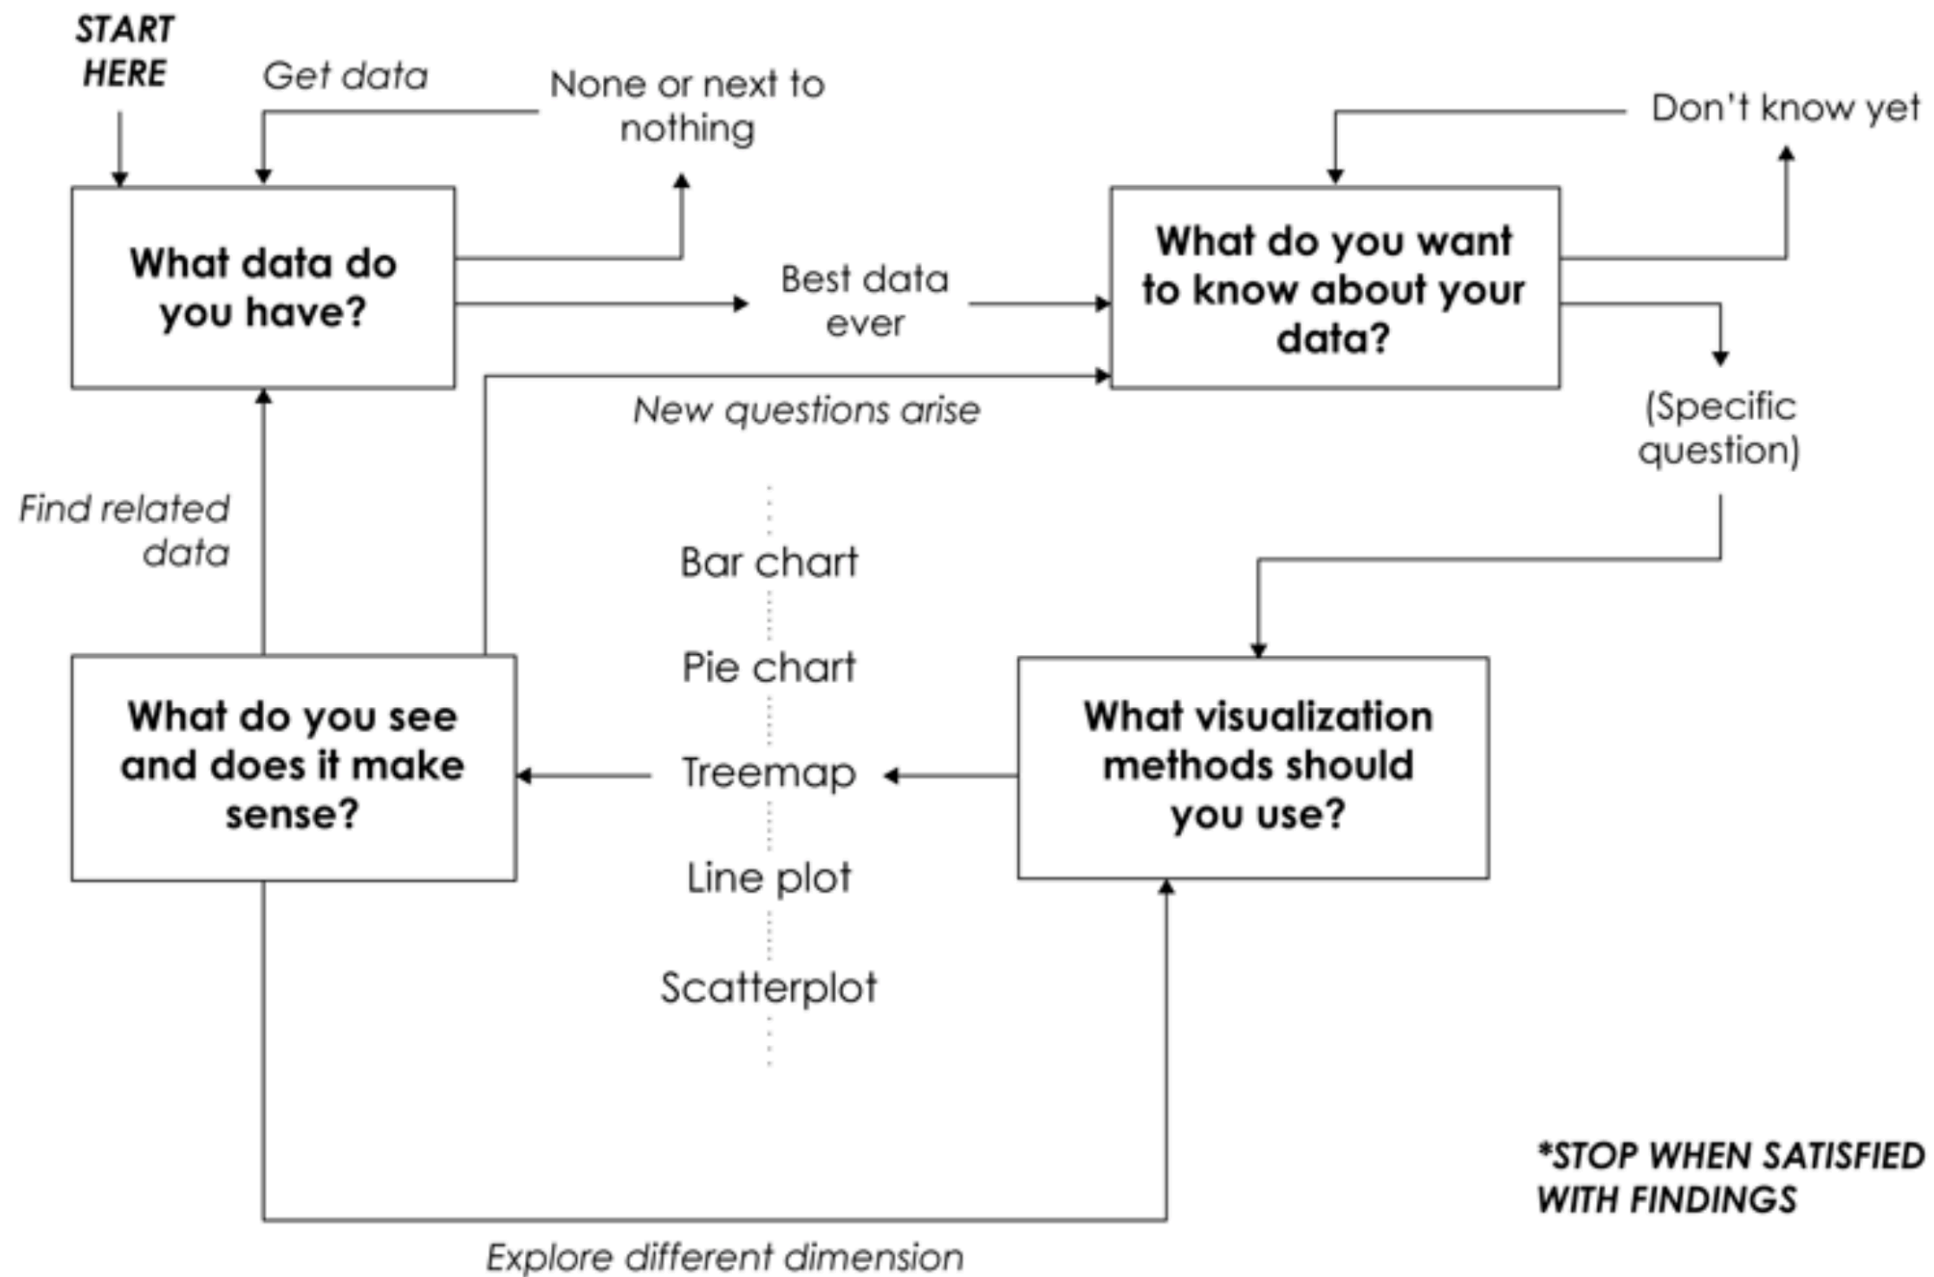 START
HERE
Get data
None or next to
nothing
Don't know yet
What data do
you have?
Best data
ever
What do you want
to know about your
data?
New questions arise
(Specific
question)
Find related
data
Bar chart
Pie chart
Treemap
Line plot
Scatterplot
What do you see
and does it make
sense?
What visualization
methods should
you use?
*STOP WHEN SATISFIED
WITH FINDINGS
Explore different dimension